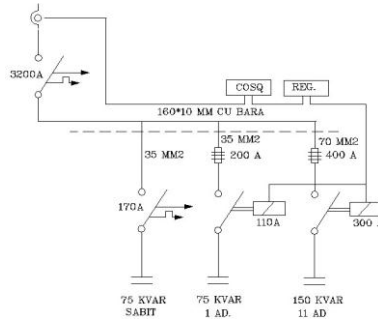 3200A
COSQ
REG.
160*10 MM CU BARA
35 MM2
35 MM2
200 A
70 MM2
400 A
170A
110A
300 A
75 KVAR
SABIT
75 KVAR
1 AD.
150 KVAR
11 AD